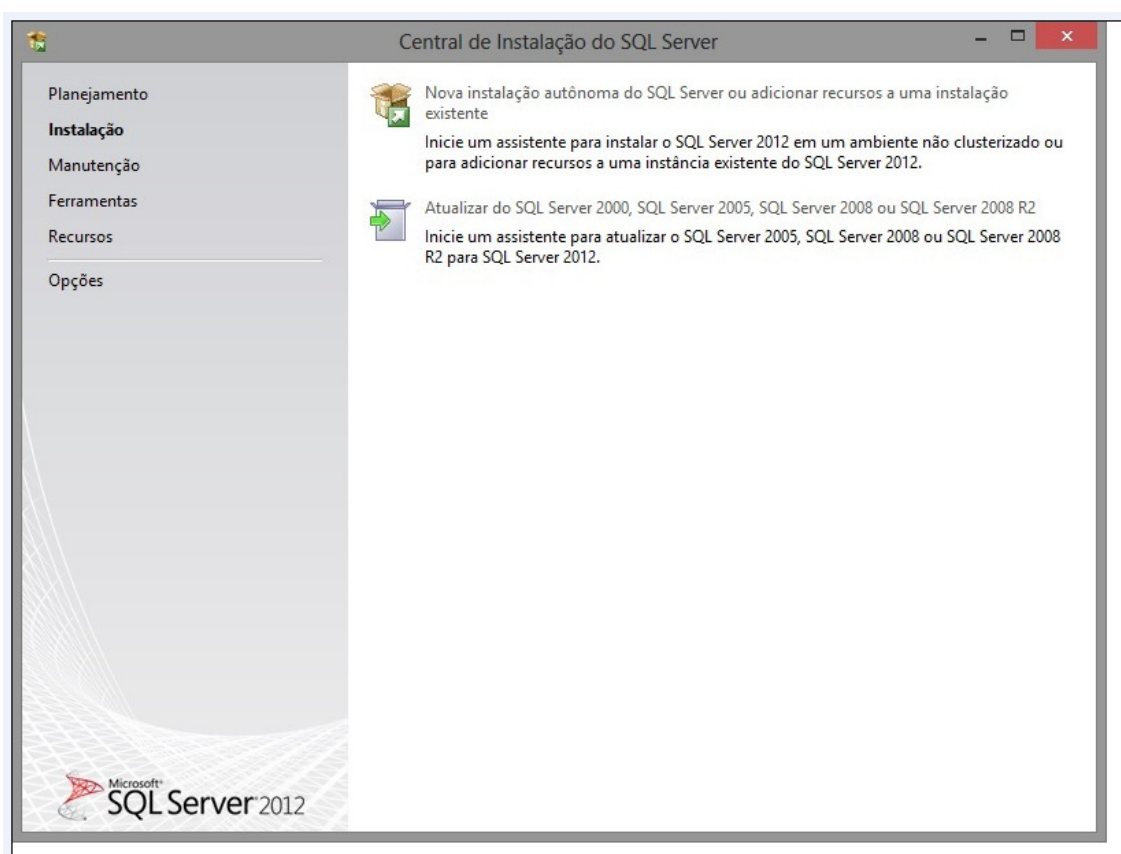 Central de Instalação do SQL Server
Planejamento
Instalação
Manutenção
Ferramentas
Recursos
Opções
Nova instalação autônoma do SQL Server ou adicionar recursos a uma instalação
existente
Inicie um assistente para instalar o SQL Server 2012 em um ambiente não clusterizado ou
para adicionar recursos a uma instância existente do SQL Server 2012.
Atualizar do SQL Server 2000, SQL Server 2005, SQL Server 2008 ou SQL Server 2008 R2
Inicie um assistente para atualizar o SQL Server 2005, SQL Server 2008 ou SQL Server 2008
R2 para SQL Server 2012.
Microsoft®
SQL Server®2012